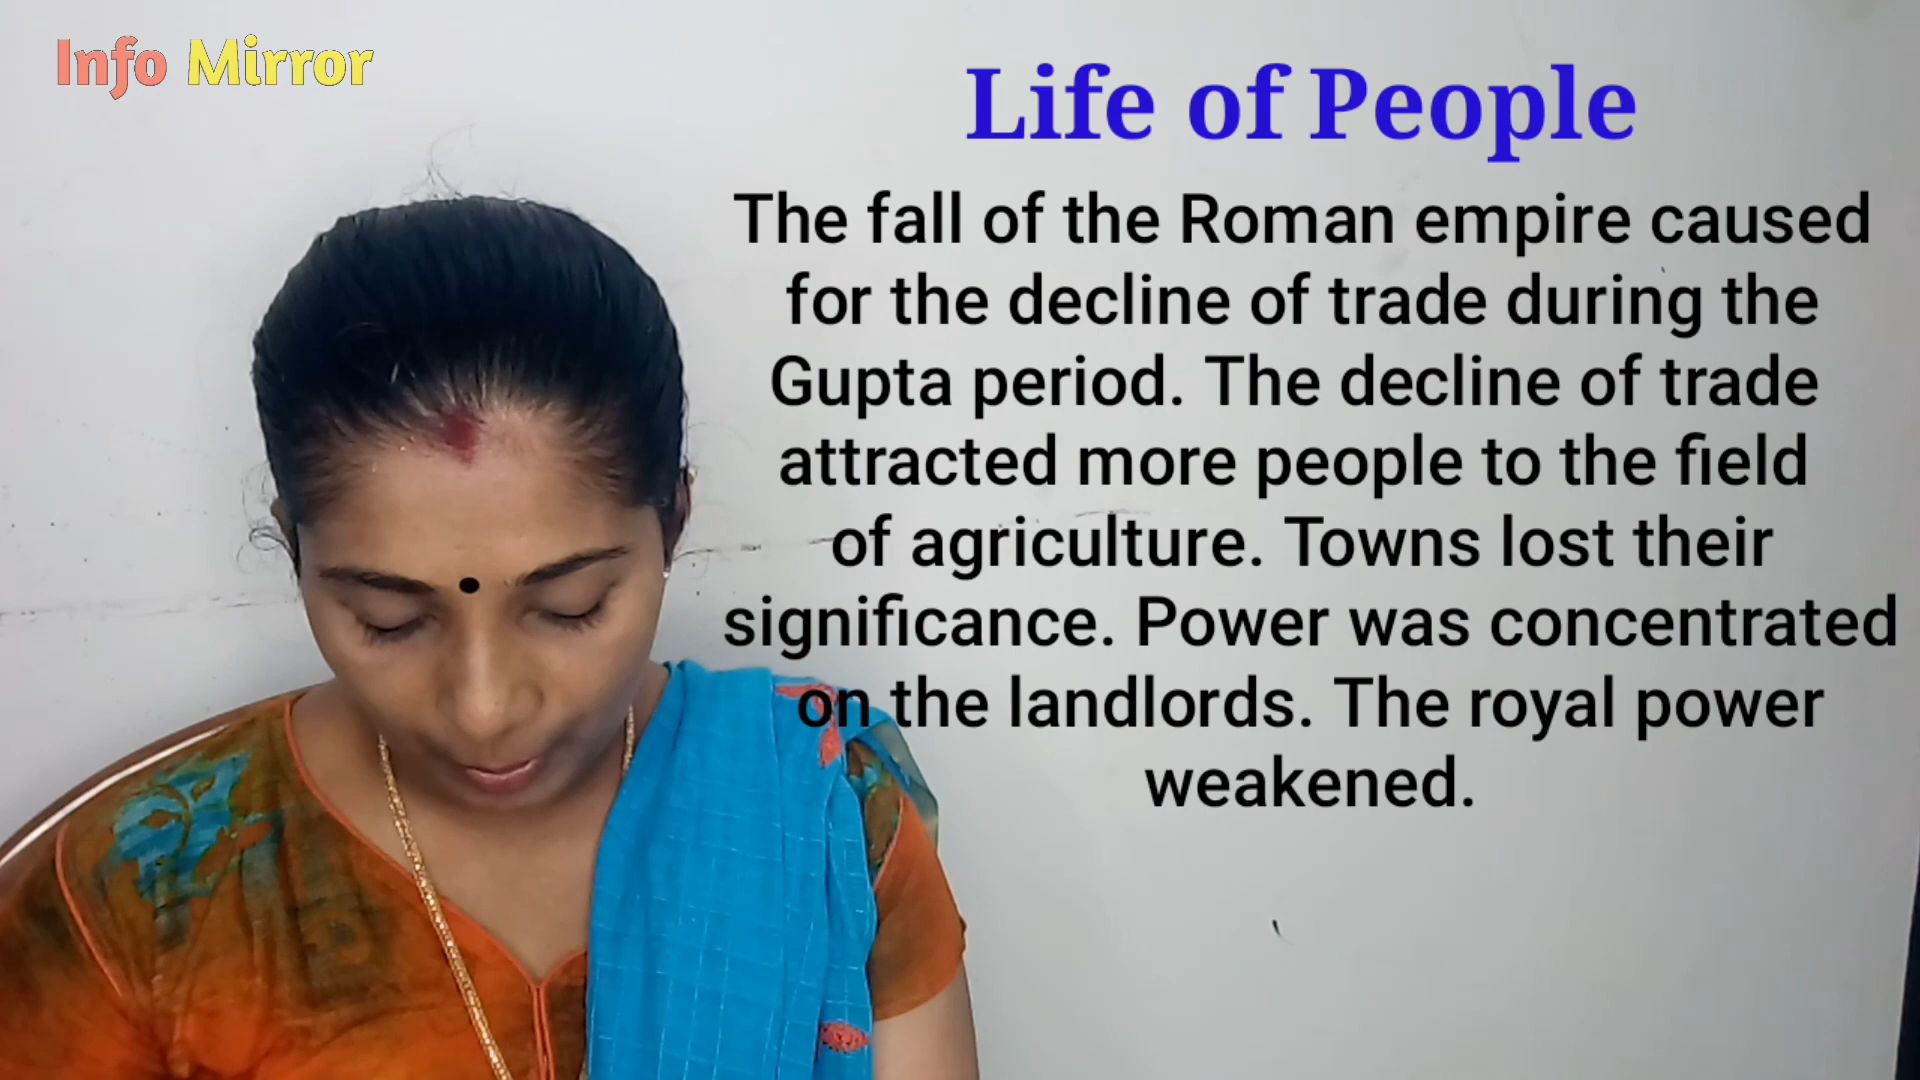 Info Mirror
Life of People
The fall of the Roman empire caused
for the decline of trade during the
Gupta period. The decline of trade
attracted more people to the field
of agriculture. Towns lost their
significance. Power was concentrated
on the landlords. The royal power
weakened.